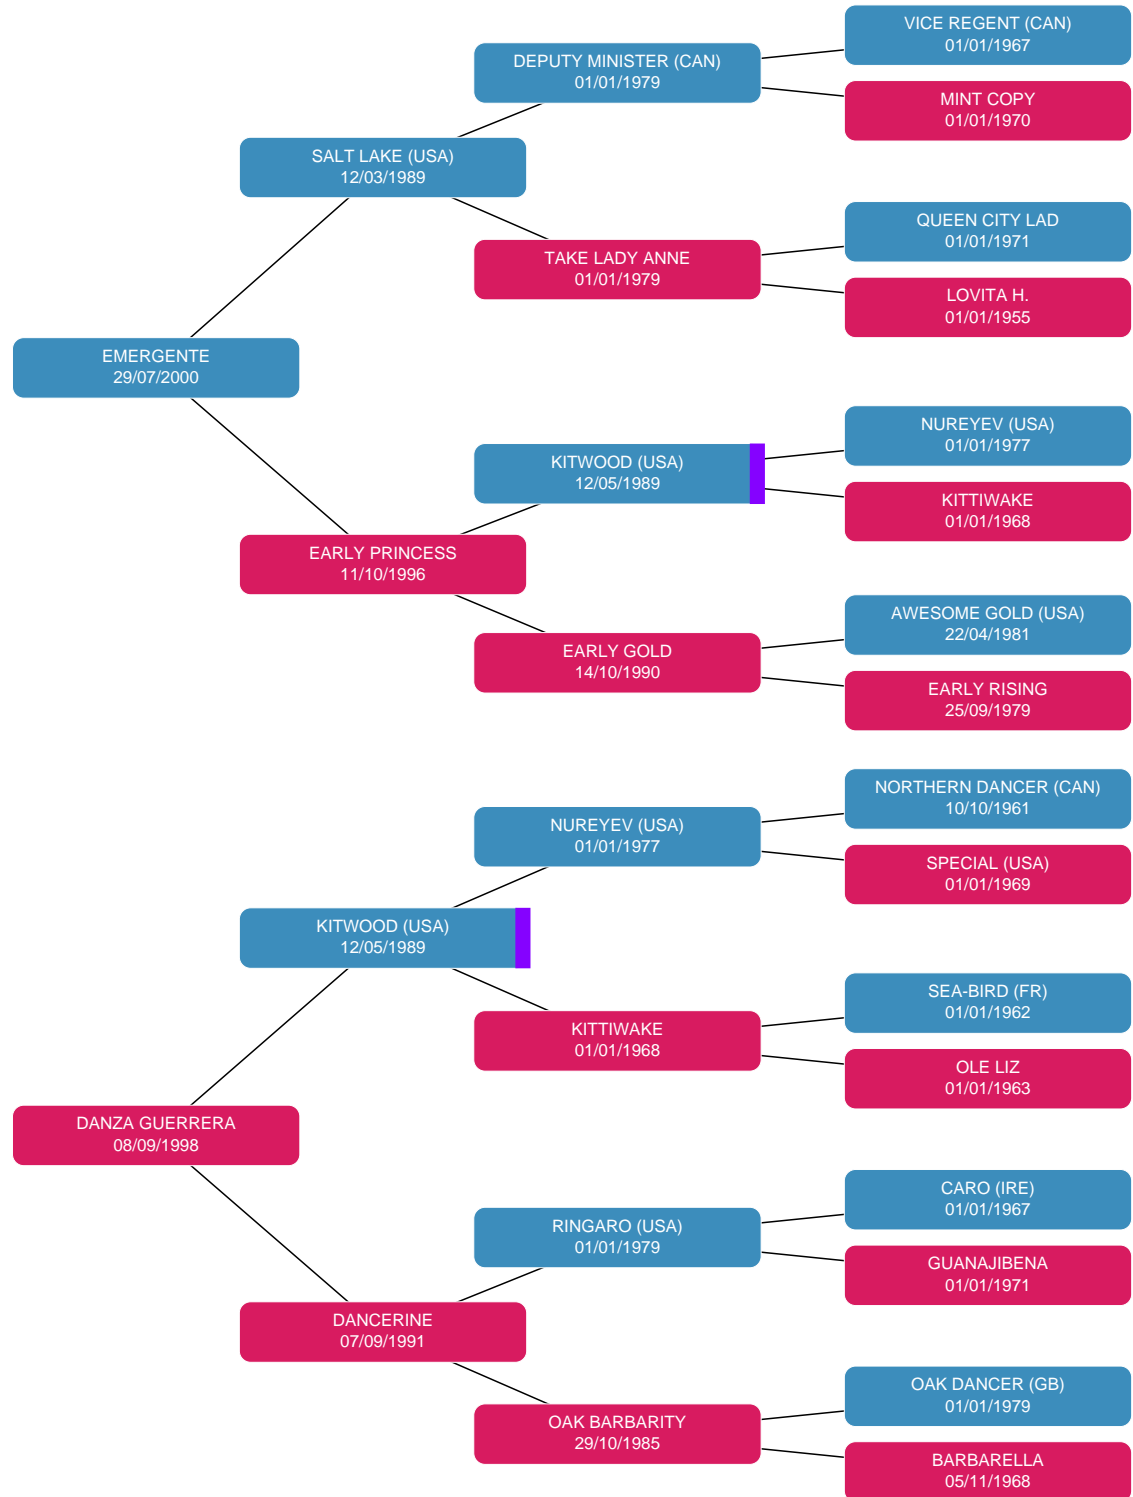 VICE REGENT (CAN)
01/01/1967
DEPUTY MINISTER (CAN)
01/01/1979
MINT COPY
01/01/1970
SALT LAKE (USA)
12/03/1989
QUEEN CITY LAD
01/01/1971
TAKE LADY ANNE
01/01/1979
LOVITA H.
01/01/1955
EMERGENTE
29/07/2000
NUREYEV (USA)
01/01/1977
KITWOOD (USA)
12/05/1989
KITTIWAKE
01/01/1968
EARLY PRINCESS
11/10/1996
AWESOME GOLD (USA)
22/04/1981
EARLY GOLD
14/10/1990
EARLY RISING
25/09/1979
NORTHERN DANCER (CAN)
10/10/1961
NUREYEV (USA)
01/01/1977
SPECIAL (USA)
01/01/1969
KITWOOD (USA)
12/05/1989
SEA-BIRD (FR)
01/01/1962
KITTIWAKE
01/01/1968
OLE LIZ
01/01/1963
DANZA GUERRERA
08/09/1998
CARO (IRE)
01/01/1967
RINGARO (USA)
01/01/1979
GUANAJIBENA
01/01/1971
DANCERINE
07/09/1991
OAK DANCER (GB)
01/01/1979
OAK BARBARITY
29/10/1985
BARBARELLA
05/11/1968